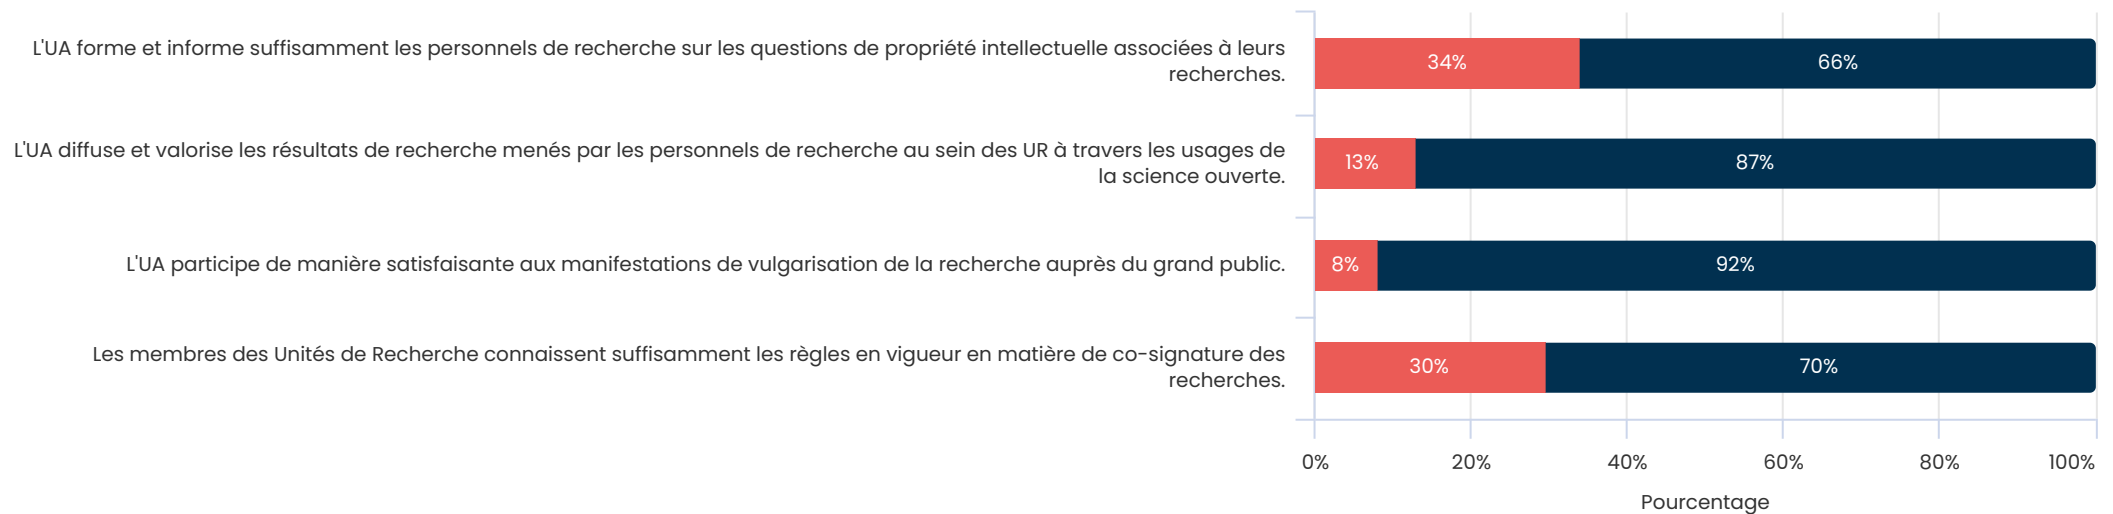 L'UA forme et informe suffisamment les personnels de recherche sur les questions de propriété intellectuelle associées à leurs
recherches.
34%
66%
L'UA diffuse et valorise les résultats de recherche menés par les personnels de recherche au sein des UR à travers les usages de
la science ouverte.
13%
87%
L'UA participe de manière satisfaisante aux manifestations de vulgarisation de la recherche auprès du grand public.
8%
92%
Les membres des Unités de Recherche connaissent suffisamment les règles en vigueur en matière de co-signature des
recherches.
30%
70%
0%
20%
40%
60%
80%
100%
Pourcentage